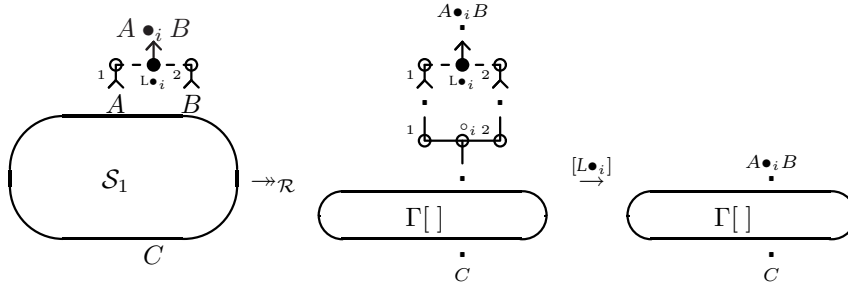 A •ᵢ B
1 2
L•ᵢ
A B
𝒮₁
C
↠ℛ
A•ᵢB
1 2
L•ᵢ
1 ∘ᵢ 2
Γ[ ]
C
[L•ᵢ]
→
A•ᵢB
Γ[ ]
C